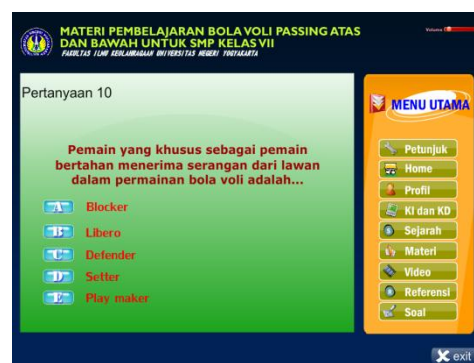 MATERI PEMBELAJARAN BOLA VOLI PASSING ATAS
DAN BAWAH UNTUK SMP KELAS VII
FAKULTAS ILMU KEOLAHRAGAAN UNIVERSITAS NEGERI YOGYAKARTA
Volume
Pertanyaan 10
Pemain yang khusus sebagai pemain
bertahan menerima serangan dari lawan
dalam permainan bola voli adalah...
A Blocker
B Libero
C Defender
D Setter
E Play maker
MENU UTAMA
Petunjuk
Home
Profil
KI dan KD
Sejarah
Materi
Video
Referensi
Soal
exit